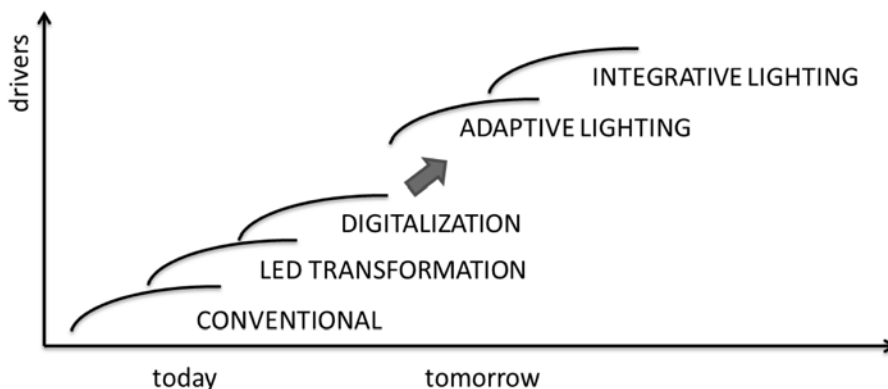 drivers
INTEGRATIVE LIGHTING
ADAPTIVE LIGHTING
DIGITALIZATION
LED TRANSFORMATION
CONVENTIONAL
today
tomorrow